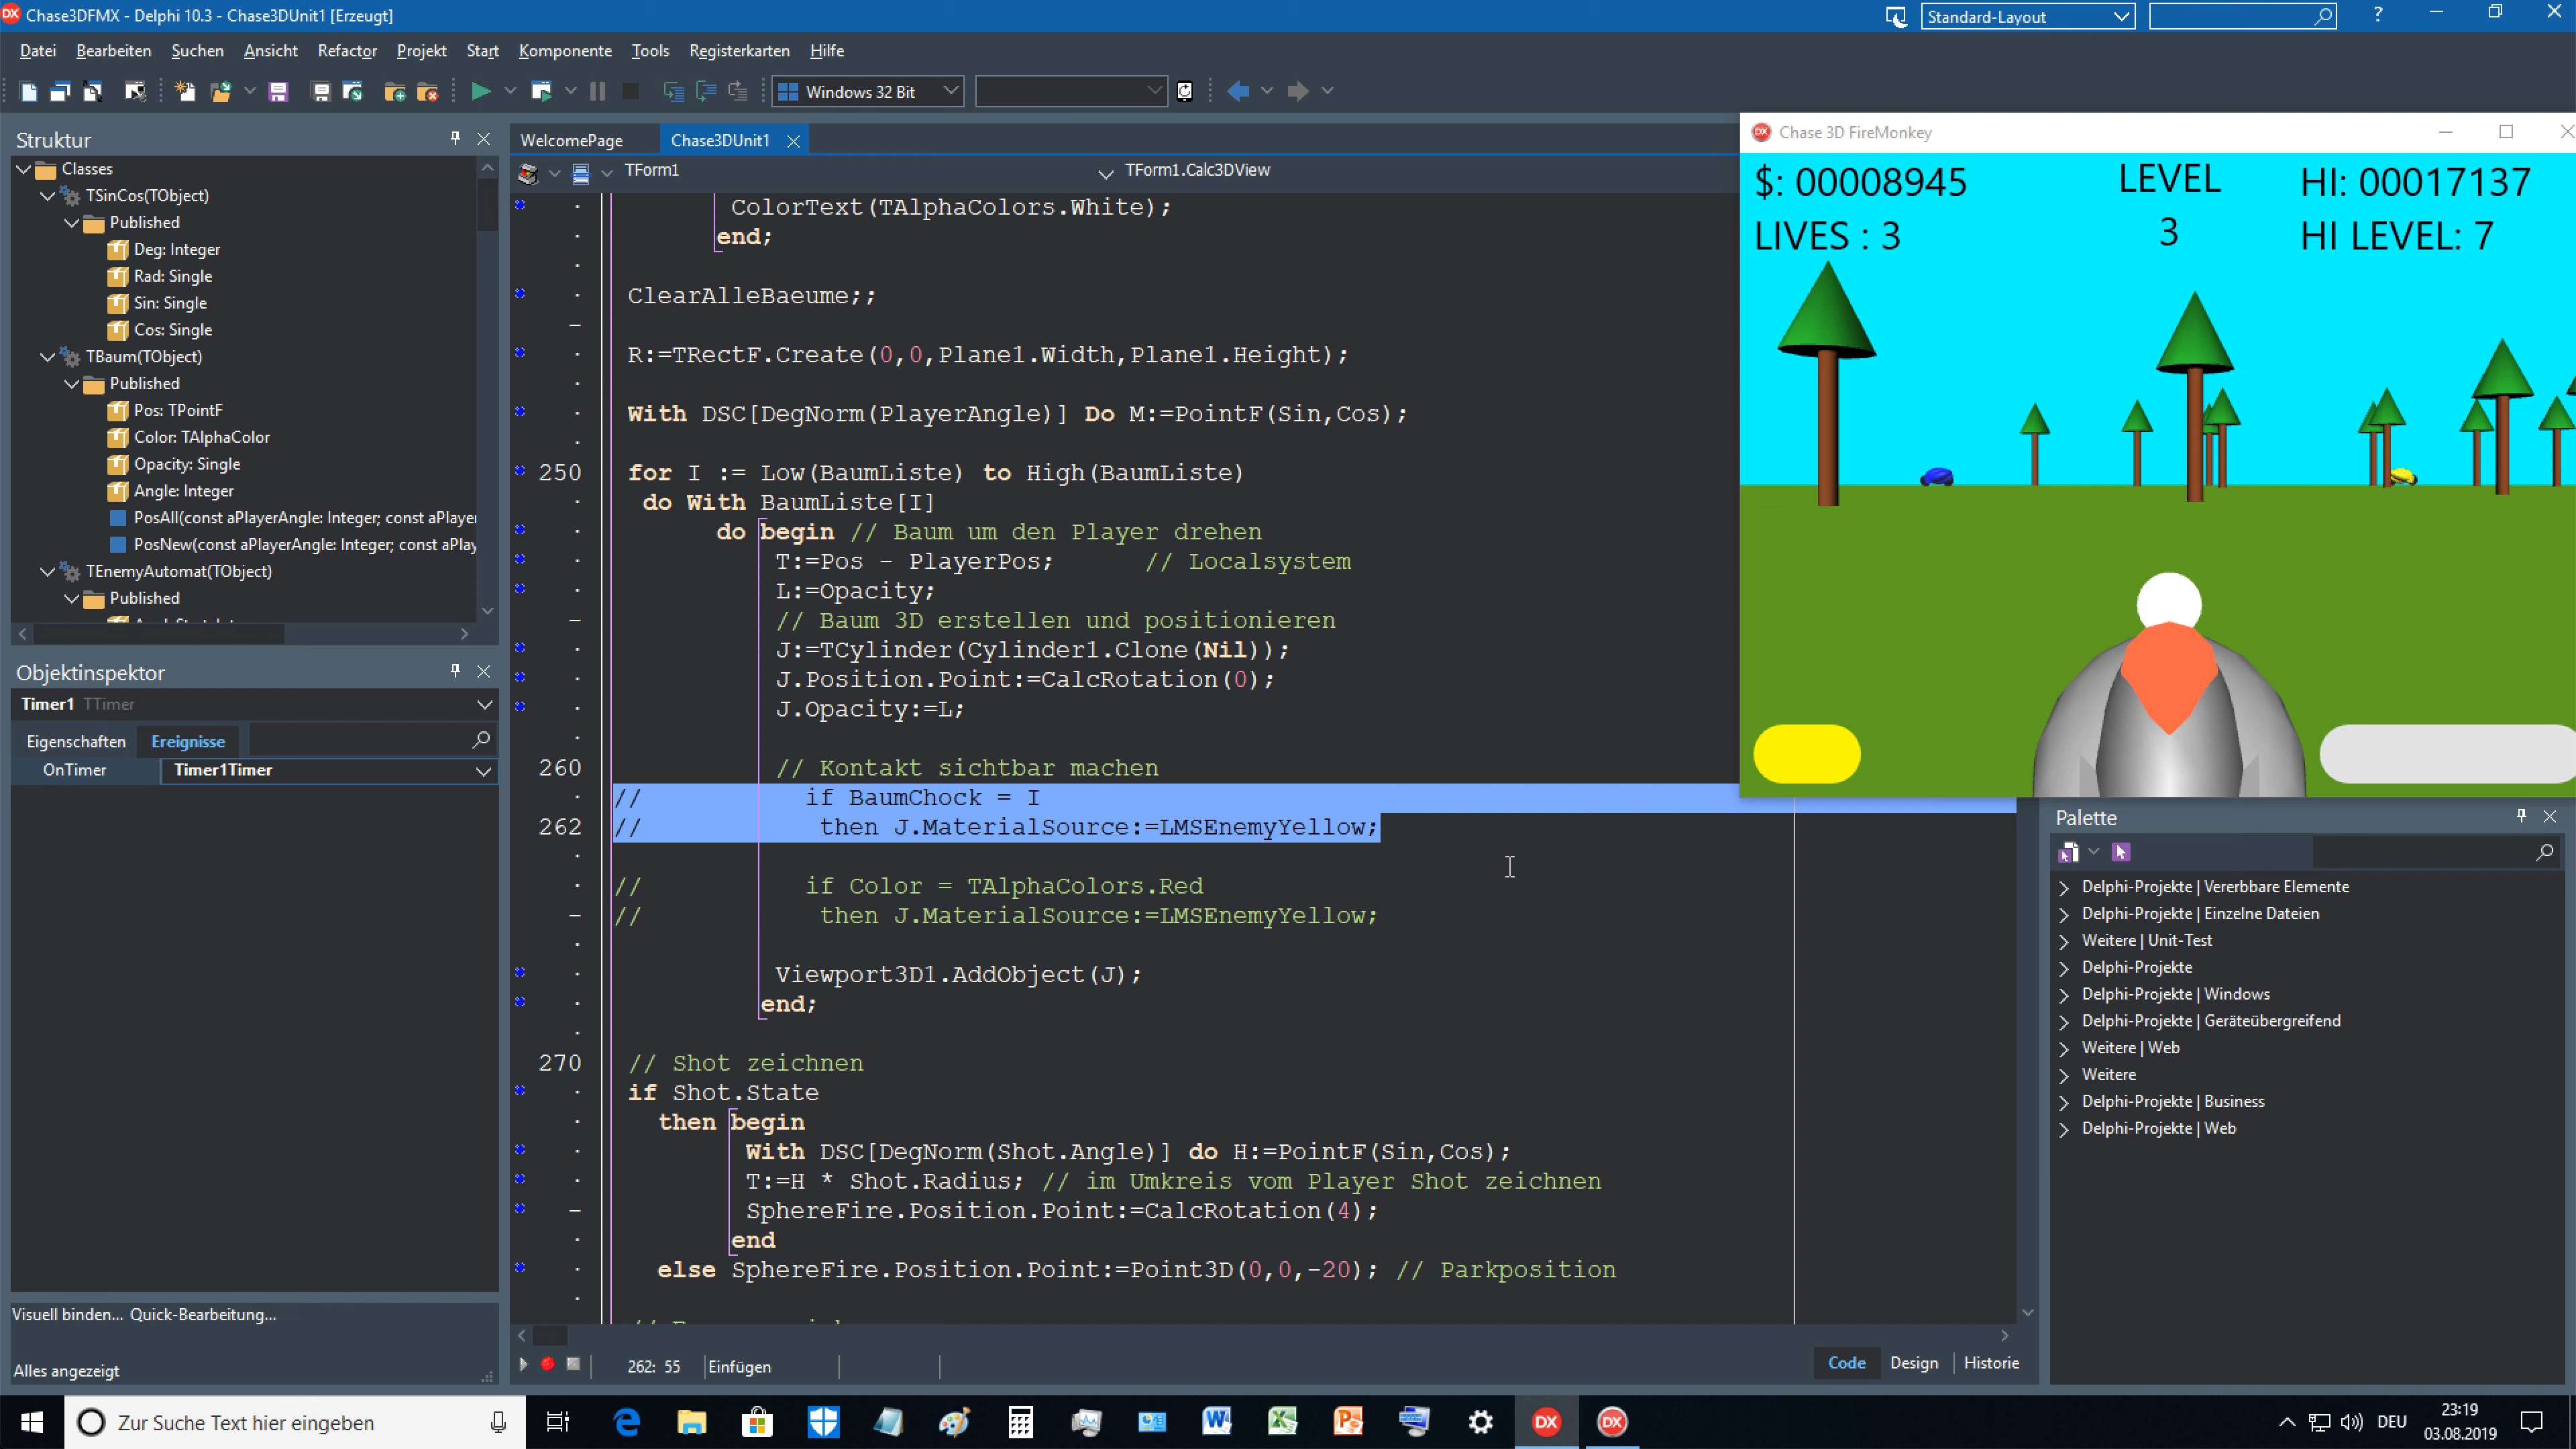 Chase3DFMX - Delphi 10.3 - Chase3DUnit1 [Erzeugt]
Standard-Layout
?
Datei Bearbeiten Suchen Ansicht Refactor Projekt Start Komponente Tools Registerkarten Hilfe
Windows 32 Bit
Struktur
Classes
TSinCos(TObject)
Published
Deg: Integer
Rad: Single
Sin: Single
Cos: Single
TBaum(TObject)
Published
Pos: TPointF
Color: TAlphaColor
Opacity: Single
Angle: Integer
PosAll(const aPlayerAngle: Integer; const aPlayer
PosNew(const aPlayerAngle: Integer; const aPlay
TEnemyAutomat(TObject)
Published
Objektinspektor
Timer1 TTimer
Eigenschaften Ereignisse
OnTimer Timer1Timer
Visuell binden... Quick-Bearbeitung...
Alles angezeigt
WelcomePage Chase3DUnit1
TForm1 TForm1.Calc3DView
ColorText(TAlphaColors.White);
end;
ClearAlleBaeume;;
R:=TRectF.Create(0,0,Plane1.Width,Plane1.Height);
With DSC[DegNorm(PlayerAngle)] Do M:=PointF(Sin,Cos);
250 for I := Low(BaumListe) to High(BaumListe)
do With BaumListe[I]
do begin // Baum um den Player drehen
T:=Pos - PlayerPos; // Localsystem
L:=Opacity;
// Baum 3D erstellen und positionieren
J:=TCylinder(Cylinder1.Clone(Nil));
J.Position.Point:=CalcRotation(0);
J.Opacity:=L;
260 // Kontakt sichtbar machen
// if BaumChock = I
262 // then J.MaterialSource:=LMSEnemyYellow;
// if Color = TAlphaColors.Red
// then J.MaterialSource:=LMSEnemyYellow;
Viewport3D1.AddObject(J);
end;
270 // Shot zeichnen
if Shot.State
then begin
With DSC[DegNorm(Shot.Angle)] do H:=PointF(Sin,Cos);
T:=H * Shot.Radius; // im Umkreis vom Player Shot zeichnen
SphereFire.Position.Point:=CalcRotation(4);
end
else SphereFire.Position.Point:=Point3D(0,0,-20); // Parkposition
262: 55 Einfügen
Code Design Historie
Chase 3D FireMonkey
$: 00008945 LEVEL HI: 00017137
LIVES : 3 3 HI LEVEL: 7
Palette
Delphi-Projekte | Vererbbare Elemente
Delphi-Projekte | Einzelne Dateien
Weitere | Unit-Test
Delphi-Projekte
Delphi-Projekte | Windows
Delphi-Projekte | Geräteübergreifend
Weitere | Web
Weitere
Delphi-Projekte | Business
Delphi-Projekte | Web
Zur Suche Text hier eingeben
DEU
23:19
03.08.2019